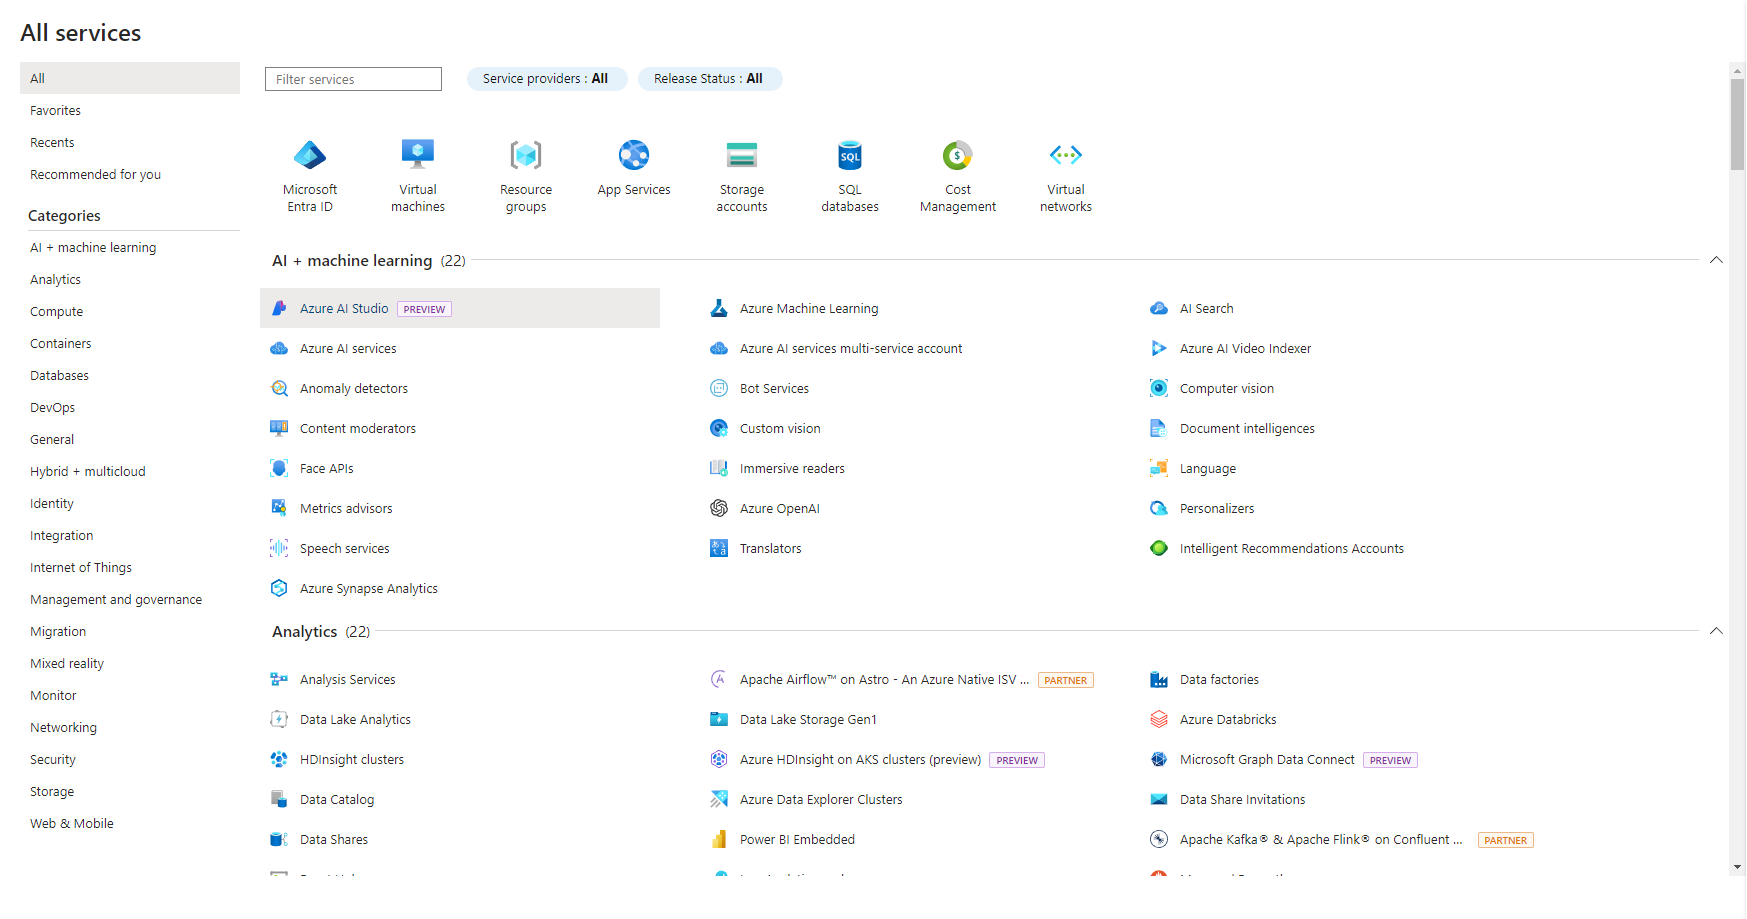 All services
All
Favorites
Recents
Recommended for you
Categories
AI + machine learning
Analytics
Compute
Containers
Databases
DevOps
General
Hybrid + multicloud
Identity
Integration
Internet of Things
Management and governance
Migration
Mixed reality
Monitor
Networking
Security
Storage
Web & Mobile
Filter services
Service providers : All
Release Status : All
Microsoft
Entra ID
Virtual
machines
Resource
groups
App Services
Storage
accounts
SQL
SQL
databases
$
Cost
Management
Virtual
networks
AI + machine learning (22)
Azure AI Studio PREVIEW
Azure Machine Learning
AI Search
Azure AI services
Azure AI services multi-service account
Azure AI Video Indexer
Anomaly detectors
Bot Services
Computer vision
Content moderators
Custom vision
Document intelligences
Face APIs
Immersive readers
Language
Metrics advisors
Azure OpenAI
Personalizers
Speech services
Translators
Intelligent Recommendations Accounts
Azure Synapse Analytics
Analytics (22)
Analysis Services
Apache Airflow™ on Astro - An Azure Native ISV ... PARTNER
Data factories
Data Lake Analytics
Data Lake Storage Gen1
Azure Databricks
HDInsight clusters
Azure HDInsight on AKS clusters (preview) PREVIEW
Microsoft Graph Data Connect PREVIEW
Data Catalog
Azure Data Explorer Clusters
Data Share Invitations
Data Shares
Power BI Embedded
Apache Kafka® & Apache Flink® on Confluent ... PARTNER